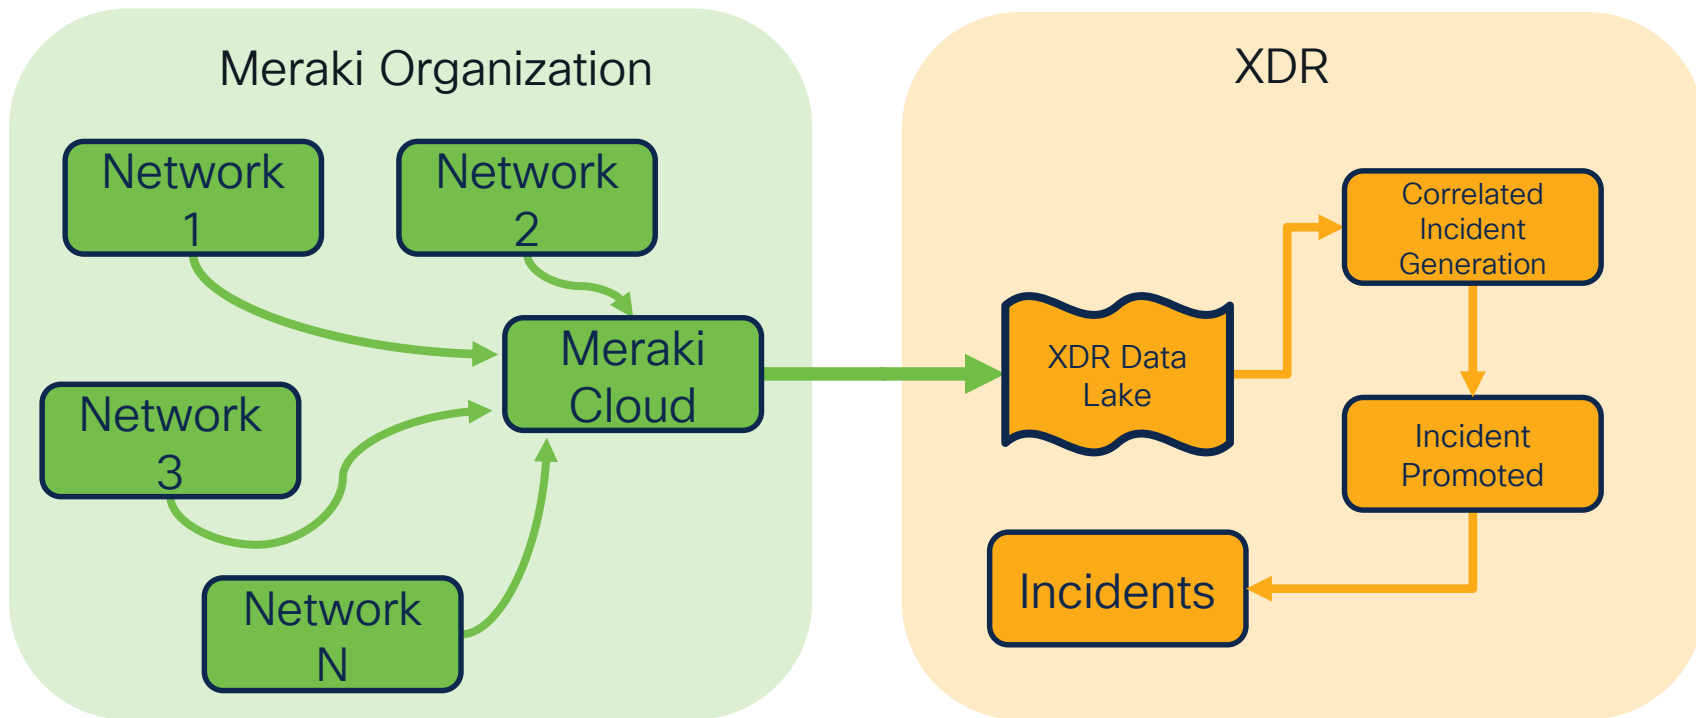 Meraki Organization
Network
1
Network
2
Meraki
Cloud
Network
3
Network
N
XDR
Correlated
Incident
Generation
XDR Data
Lake
Incident
Promoted
Incidents